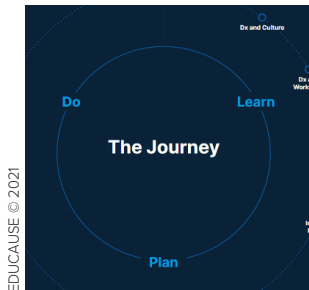 Dx and Culture
Do
Learn
The Journey
Plan
EDUCAUSE © 2021